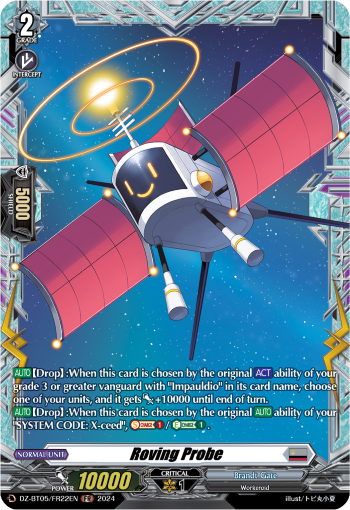 2
GRADE
INTERCEPT
5000
SHIELD
AUTO【Drop】:When this card is chosen by the original ACT ability of your
grade 3 or greater vanguard with "Impauldio" in its card name, choose
one of your units, and it gets +10000 until end of turn.
AUTO【Drop】:When this card is chosen by the original AUTO ability of your
"SYSTEM CODE: X-ceed", CHARGE 1 / CHARGE 1 .
NORMAL UNIT
Roving Probe
POWER 10000
CRITICAL
1
Brandt Gate
Workeroid
DZ-BT05/FR22EN FR 2024
illust/トビ丸小夏